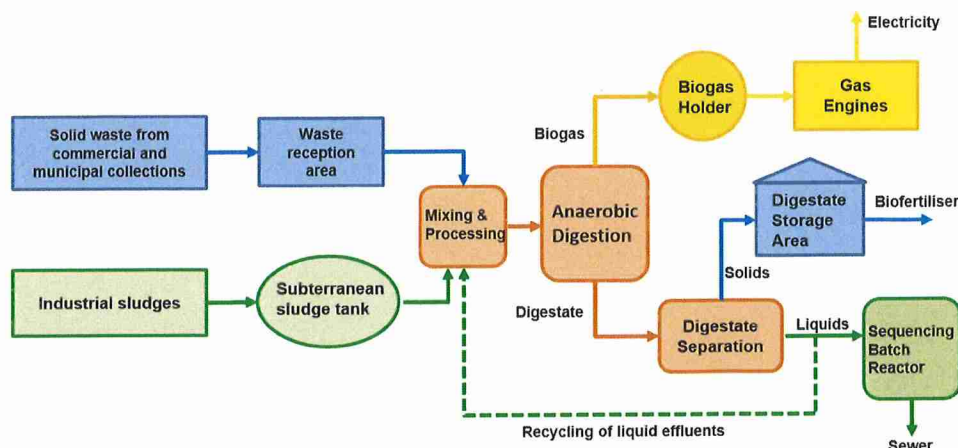 Electricity
Biogas
Holder
Gas
Engines
Solid waste from
commercial and
municipal collections
Waste
reception
area
Biogas
Mixing &
Processing
Anaerobic
Digestion
Digestate
Storage
Area
Biofertiliser
Solids
Industrial sludges
Subterranean
sludge tank
Digestate
Digestate
Separation
Liquids
Sequencing
Batch
Reactor
Recycling of liquid effluents
Sewer